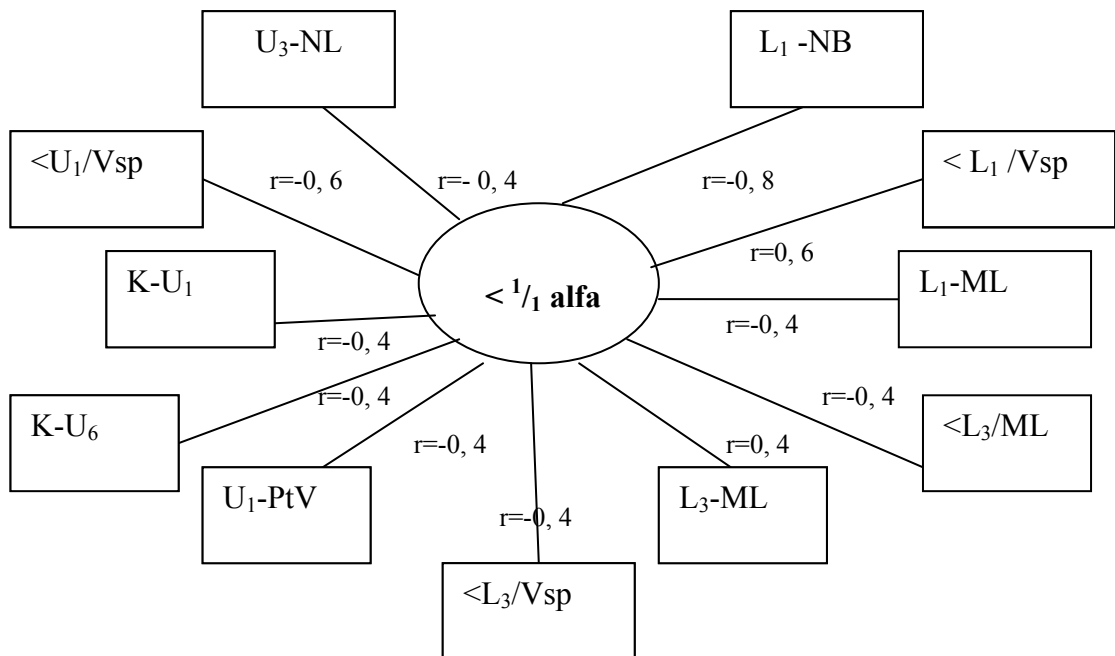 U₃-NL
L₁ -NB
<U₁/Vsp
< L₁ /Vsp
r=-0, 6
r=- 0, 4
r=-0, 8
r=0, 6
K-U₁
< ¹/₁ alfa
L₁-ML
r=-0, 4
r=-0, 4
K-U₆
r=-0, 4
r=-0, 4
<L₃/ML
U₁-PtV
r=-0, 4
r=0, 4
L₃-ML
r=-0, 4
<L₃/Vsp